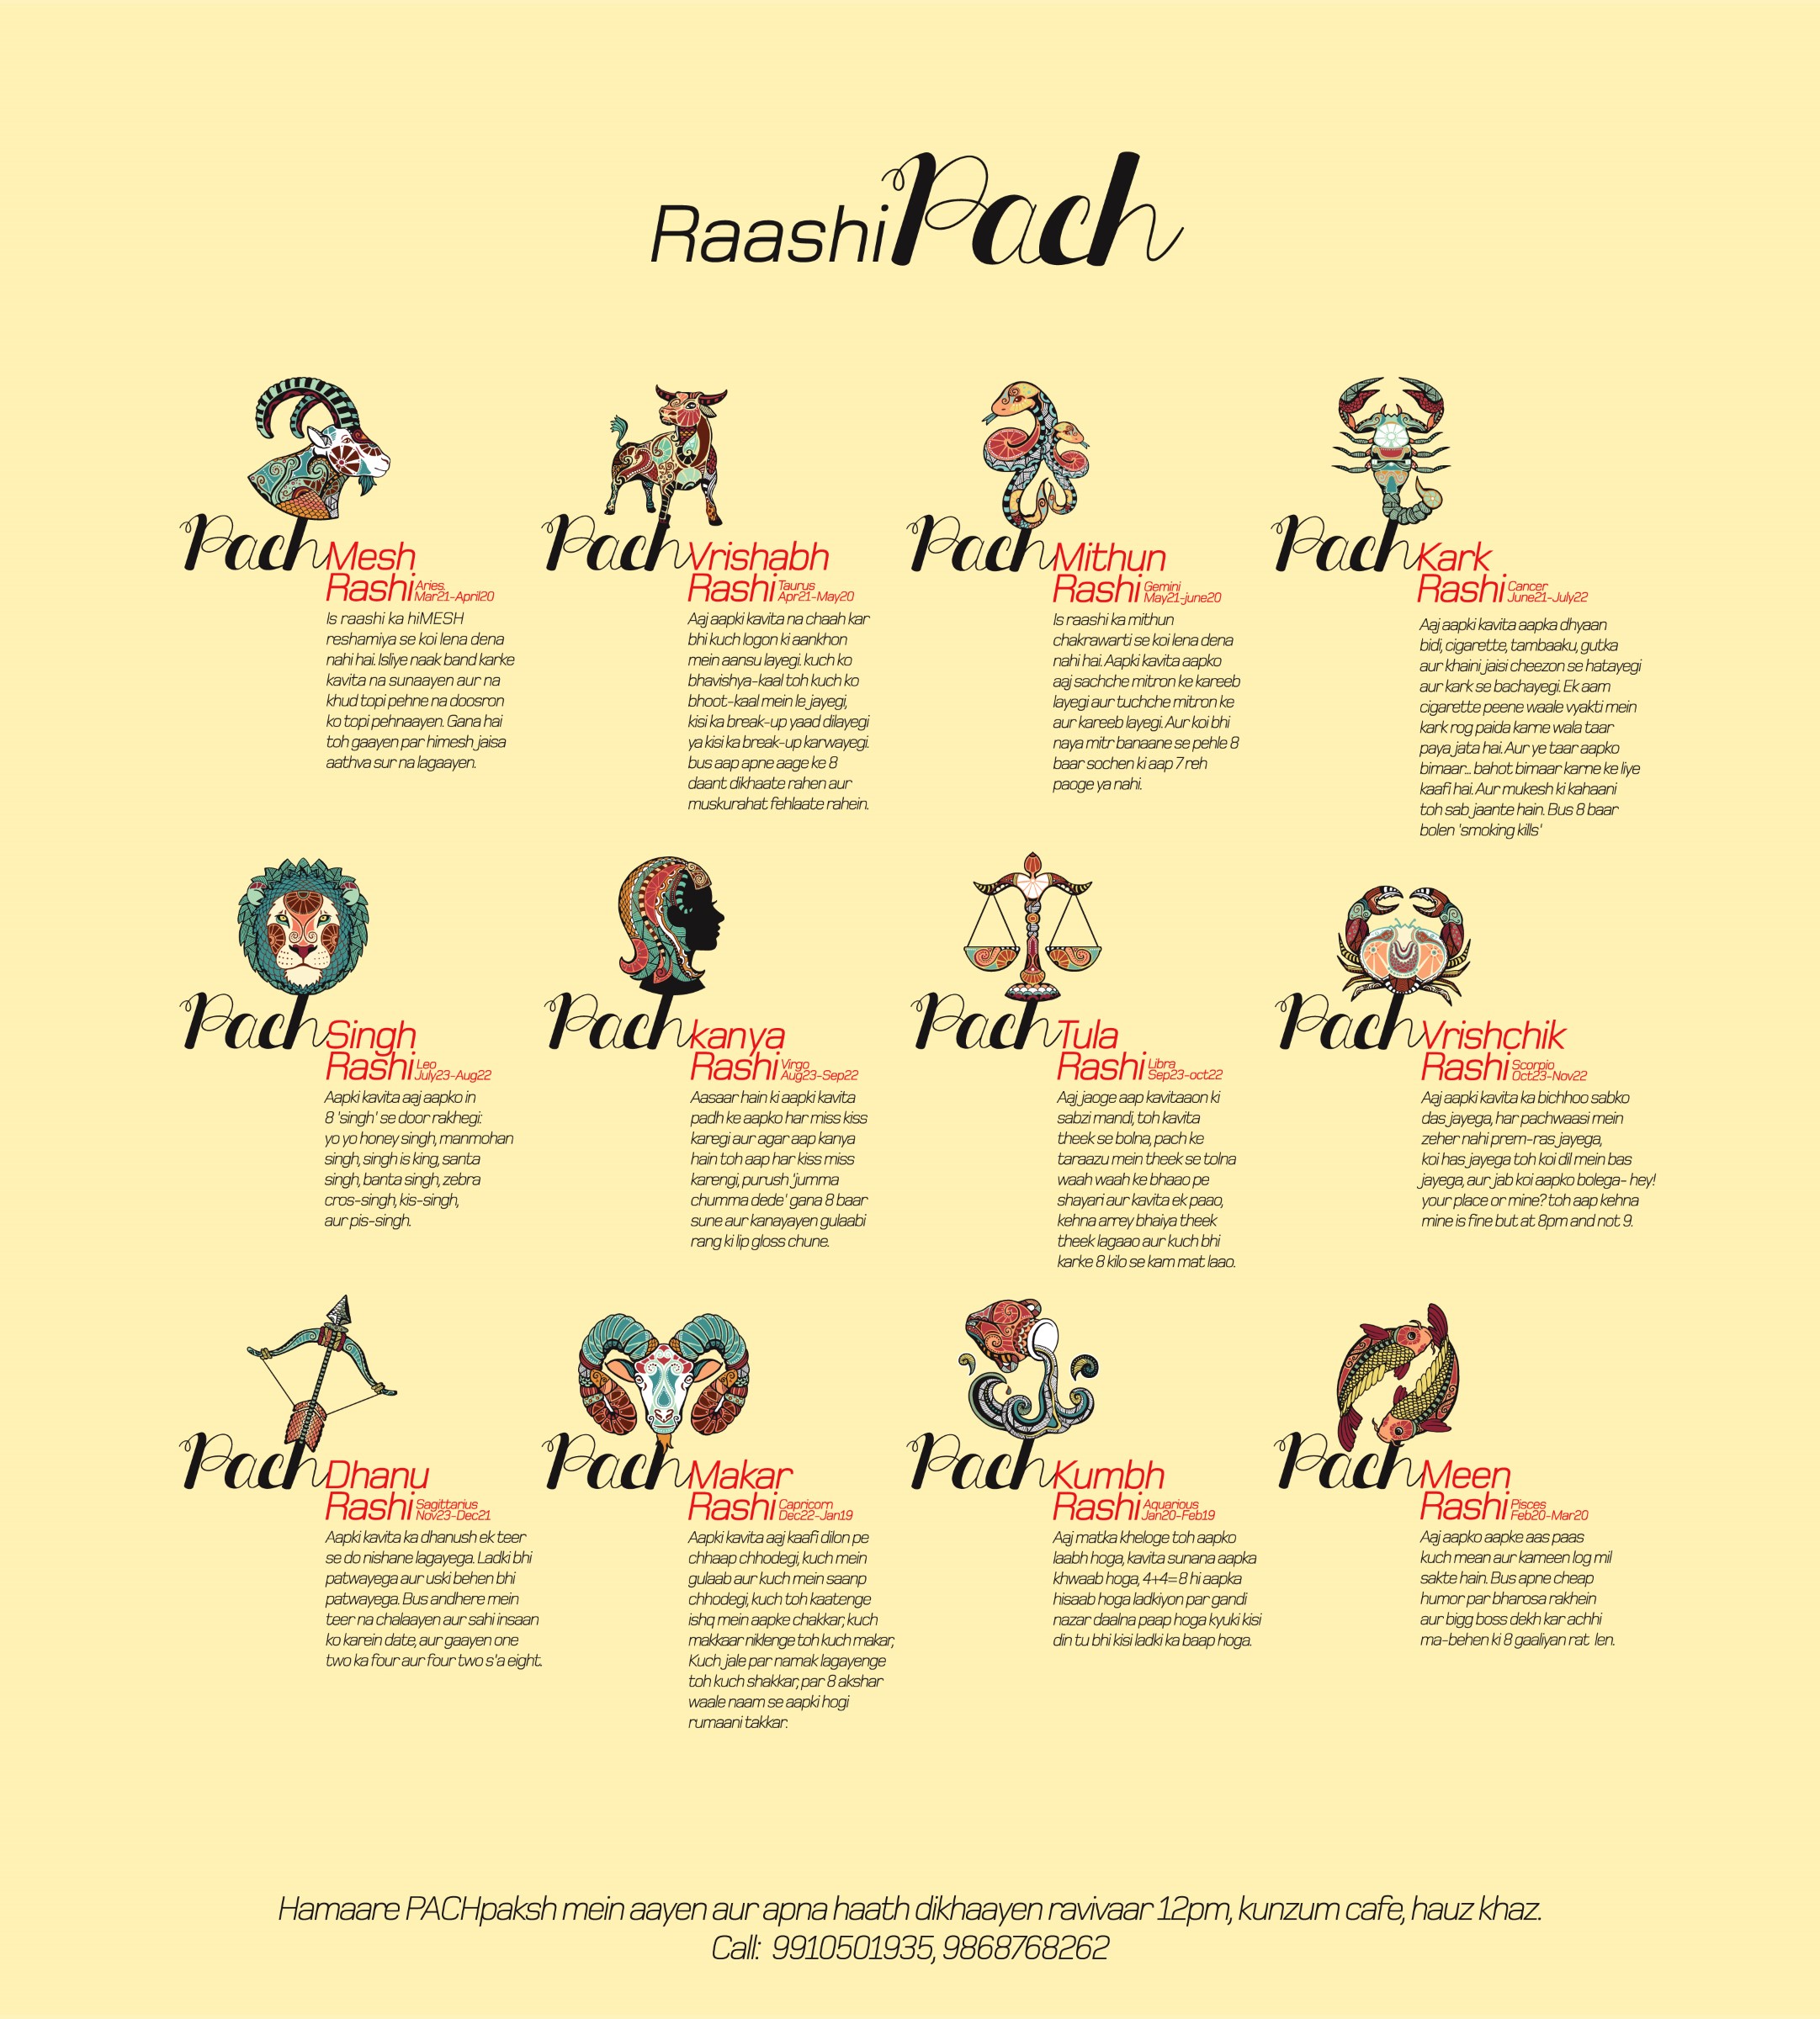 RaashiPach
Pach Mesh
Rashi Aries.
Mar21-April20
Is raashi ka hiMESH
reshamiya se koi lena dena
nahi hai. Isliye naak band karke
kavita na sunaayen aur na
khud topi pehne na doosron
ko topi pehnaayen. Gana hai
toh gaayen par himesh jaisa
aathva sur na lagaayen.
Pach Vrishabh
Rashi Taurus
Apr21-May20
Aaj aapki kavita na chaah kar
bhi kuch logon ki aankhon
mein aansu layegi. kuch ko
bhavishya-kaal toh kuch ko
bhoot-kaal mein le jayegi,
kisi ka break-up yaad dilayegi
ya kisi ka break-up karwayegi.
bus aap apne aage ke 8
daant dikhaate rahen aur
muskurahat fehlaate rahein.
Pach Mithun
Rashi Gemini
May21-june20
Is raashi ka mithun
chakrawarti se koi lena dena
nahi hai. Aapki kavita aapko
aaj sachche mitron ke kareeb
layegi aur tuchche mitron ke
aur kareeb layegi. Aur koi bhi
naya mitr banaane se pehle 8
baar sochen ki aap 7 reh
paoge ya nahi.
Pach Kark
Rashi Cancer
June21-July22
Aaj aapki kavita aapka dhyaan
bidi, cigarette, tambaaku, gutka
aur khaini jaisi cheezon se hatayegi
aur kark se bachayegi. Ek aam
cigarette peene waale vyakti mein
kark rog paida karne wala taar
paya jata hai. Aur ye taar aapko
bimaar... bahot bimaar karne ke liye
kaafi hai. Aur mukesh ki kahaani
toh sab jaante hain. Bus 8 baar
bolen 'smoking kills'
Pach Singh
Rashi Leo
July23-Aug22
Aapki kavita aaj aapko in
8 'singh' se door rakhegi:
yo yo honey singh, manmohan
singh, singh is king, santa
singh, banta singh, zebra
cros-singh, kis-singh,
aur pis-singh.
Pach kanya
Rashi Virgo
Aug23-Sep22
Aasaar hain ki aapki kavita
padh ke aapko har miss kiss
karegi aur agar aap kanya
hain toh aap har kiss miss
karengi, purush 'jumma
chumma dede' gana 8 baar
sune aur kanayayen gulaabi
rang ki lip gloss chune.
Pach Tula
Rashi Libra
Sep23-oct22
Aaj jaoge aap kavitaaon ki
sabzi mandi, toh kavita
theek se bolna, pach ke
taraazu mein theek se tolna
waah waah ke bhaao pe
shayari aur kavita ek paao,
kehna arrey bhaiya theek
theek lagaao aur kuch bhi
karke 8 kilo se kam mat laao.
Pach Vrishchik
Rashi Scorpio
Oct23-Nov22
Aaj aapki kavita ka bichhoo sabko
das jayega, har pachwaasi mein
zeher nahi prem-ras jayega,
koi has jayega toh koi dil mein bas
jayega, aur jab koi aapko bolega- hey!
your place or mine? toh aap kehna
mine is fine but at 8pm and not 9.
Pach Dhanu
Rashi Sagittarius
Nov23-Dec21
Aapki kavita ka dhanush ek teer
se do nishane lagayega. Ladki bhi
patwayega aur uski behen bhi
patwayega. Bus andhere mein
teer na chalaayen aur sahi insaan
ko karein date, aur gaayen one
two ka four aur four two s'a eight.
Pach Makar
Rashi Capricorn
Dec22-Jan19
Aapki kavita aaj kaafi dilon pe
chhaap chhodegi, kuch mein
gulaab aur kuch mein saanp
chhodegi, kuch toh kaatenge
ishq mein aapke chakkar, kuch
makkaar niklenge toh kuch makar,
Kuch jale par namak lagayenge
toh kuch shakkar, par 8 akshar
waale naam se aapki hogi
rumaani takkar.
Pach Kumbh
Rashi Aquarious
Jan20-Feb19
Aaj matka kheloge toh aapko
laabh hoga, kavita sunana aapka
khwaab hoga, 4+4=8 hi aapka
hisaab hoga ladkiyon par gandi
nazar daalna paap hoga kyuki kisi
din tu bhi kisi ladki ka baap hoga.
Pach Meen
Rashi Pisces
Feb20-Mar20
Aaj aapko aapke aas paas
kuch mean aur kameen log mil
sakte hain. Bus apne cheap
humor par bharosa rakhein
aur bigg boss dekh kar achhi
ma-behen ki 8 gaaliyan rat len.
Hamaare PACHpaksh mein aayen aur apna haath dikhaayen ravivaar 12pm, kunzum cafe, hauz khaz.
Call: 9910501935, 9868768262